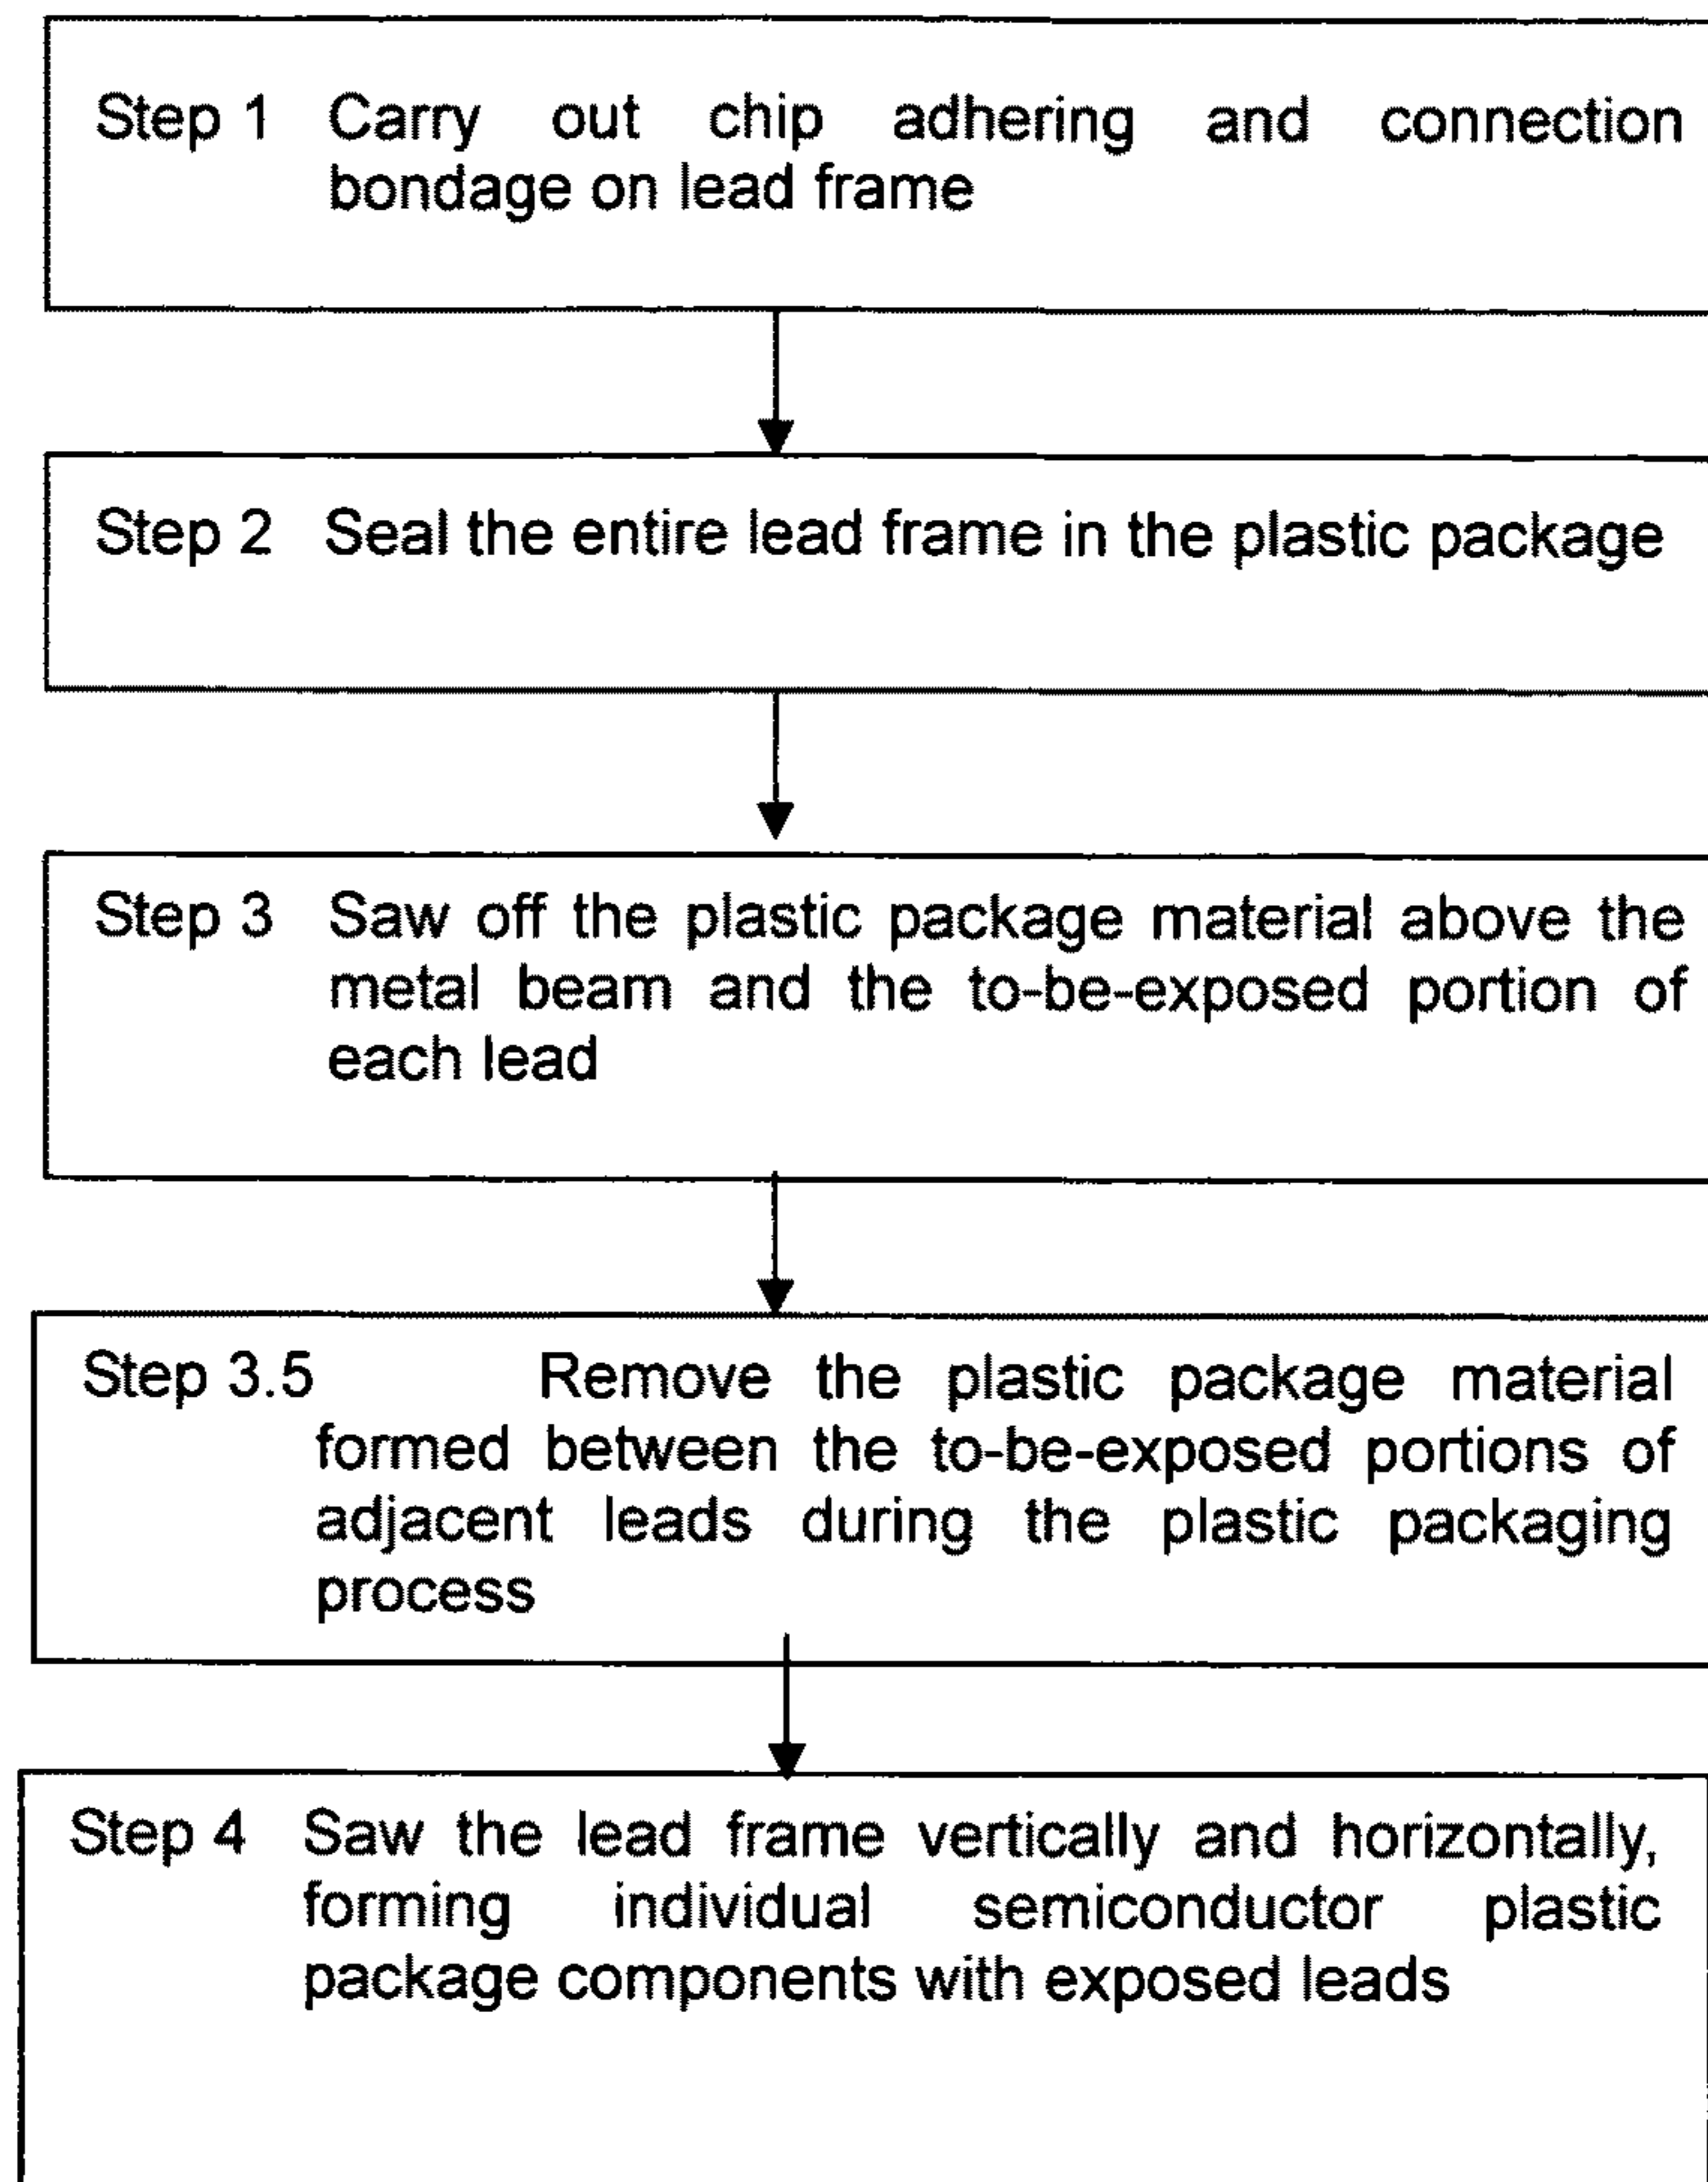 Step 1 Carry out chip adhering and connection
bondage on lead frame
Step 2 Seal the entire lead frame in the plastic package
Step 3 Saw off the plastic package material above the
metal beam and the to-be-exposed portion of
each lead
Step 3.5 Remove the plastic package material
formed between the to-be-exposed portions of
adjacent leads during the plastic packaging
process
Step 4 Saw the lead frame vertically and horizontally,
forming individual semiconductor plastic
package components with exposed leads